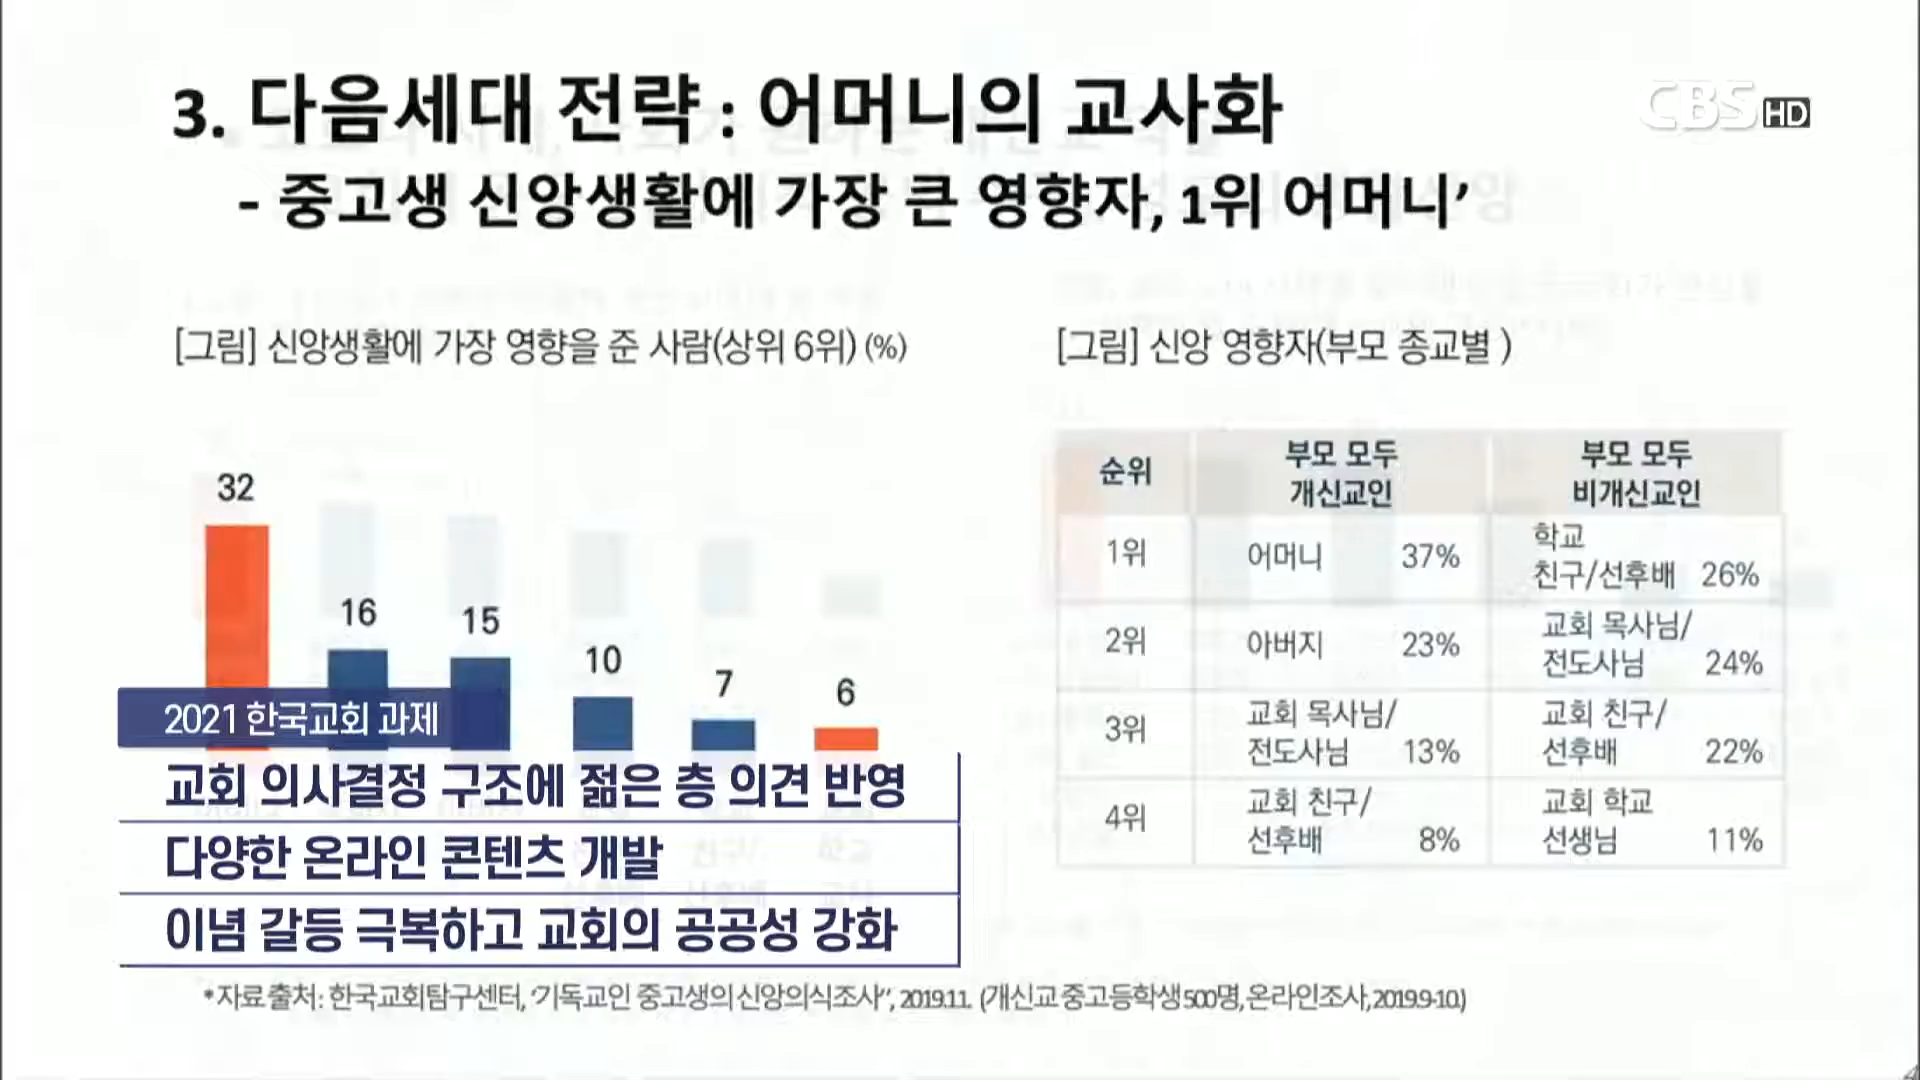 3. 다음세대 전략 : 어머니의 교사화
- 중고생 신앙생활에 가장 큰 영향자, 1위 어머니’
CBS HD
[그림] 신앙생활에 가장 영향을 준 사람(상위 6위) (%)
32
16
15
10
7
6
[그림] 신앙 영향자(부모 종교별 )
순위
부모 모두
개신교인
부모 모두
비개신교인
1위
어머니 37%
학교
친구/선후배 26%
2위
아버지 23%
교회 목사님/
전도사님 24%
3위
교회 목사님/
전도사님 13%
교회 친구/
선후배 22%
4위
교회 친구/
선후배 8%
교회 학교
선생님 11%
2021 한국교회 과제
교회 의사결정 구조에 젊은 층 의견 반영
다양한 온라인 콘텐츠 개발
이념 갈등 극복하고 교회의 공공성 강화
*자료 출처 : 한국교회탐구센터, ‘기독교인 중고생의 신앙의식조사’’, 2019.11. (개신교 중고등학생 500명, 온라인조사, 2019.9-10.)